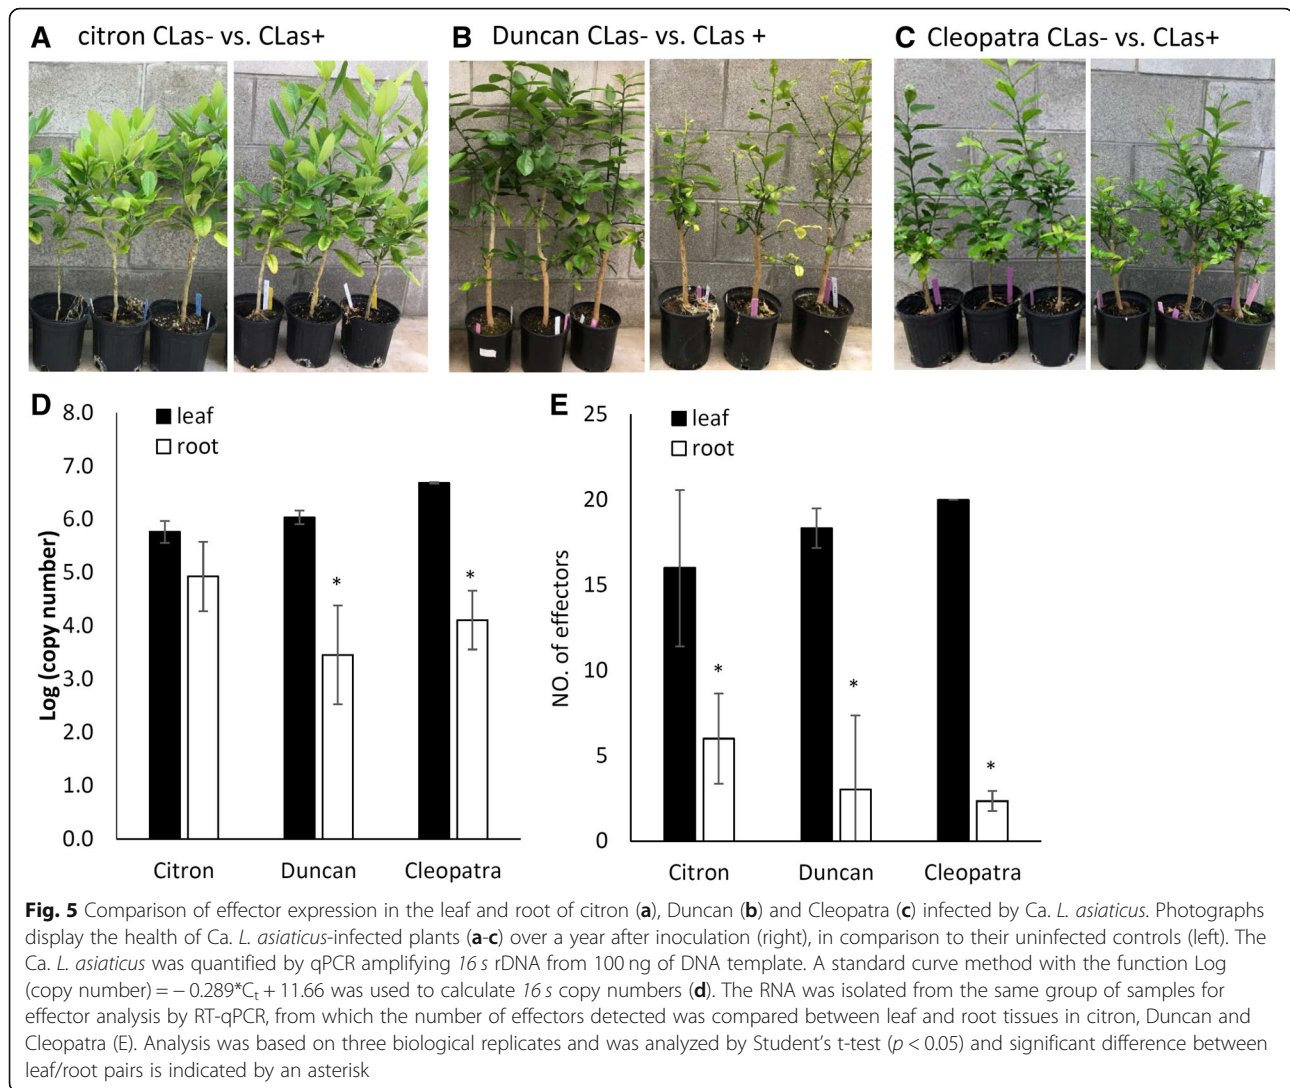 A citron CLas- vs. CLas+
B Duncan CLas- vs. CLas +
C Cleopatra CLas- vs. CLas+
D
leaf
root
8.0
7.0
6.0
5.0
4.0
3.0
2.0
1.0
0.0
Log (copy number)
*
*
Citron
Duncan
Cleopatra
E
leaf
root
25
20
15
10
5
0
NO. of effectors
*
*
*
Citron
Duncan
Cleopatra
Fig. 5 Comparison of effector expression in the leaf and root of citron (a), Duncan (b) and Cleopatra (c) infected by Ca. L. asiaticus. Photographs
display the health of Ca. L. asiaticus-infected plants (a-c) over a year after inoculation (right), in comparison to their uninfected controls (left). The
Ca. L. asiaticus was quantified by qPCR amplifying 16 s rDNA from 100 ng of DNA template. A standard curve method with the function Log
(copy number) = − 0.289*Ct + 11.66 was used to calculate 16 s copy numbers (d). The RNA was isolated from the same group of samples for
effector analysis by RT-qPCR, from which the number of effectors detected was compared between leaf and root tissues in citron, Duncan and
Cleopatra (E). Analysis was based on three biological replicates and was analyzed by Student’s t-test (p < 0.05) and significant difference between
leaf/root pairs is indicated by an asterisk